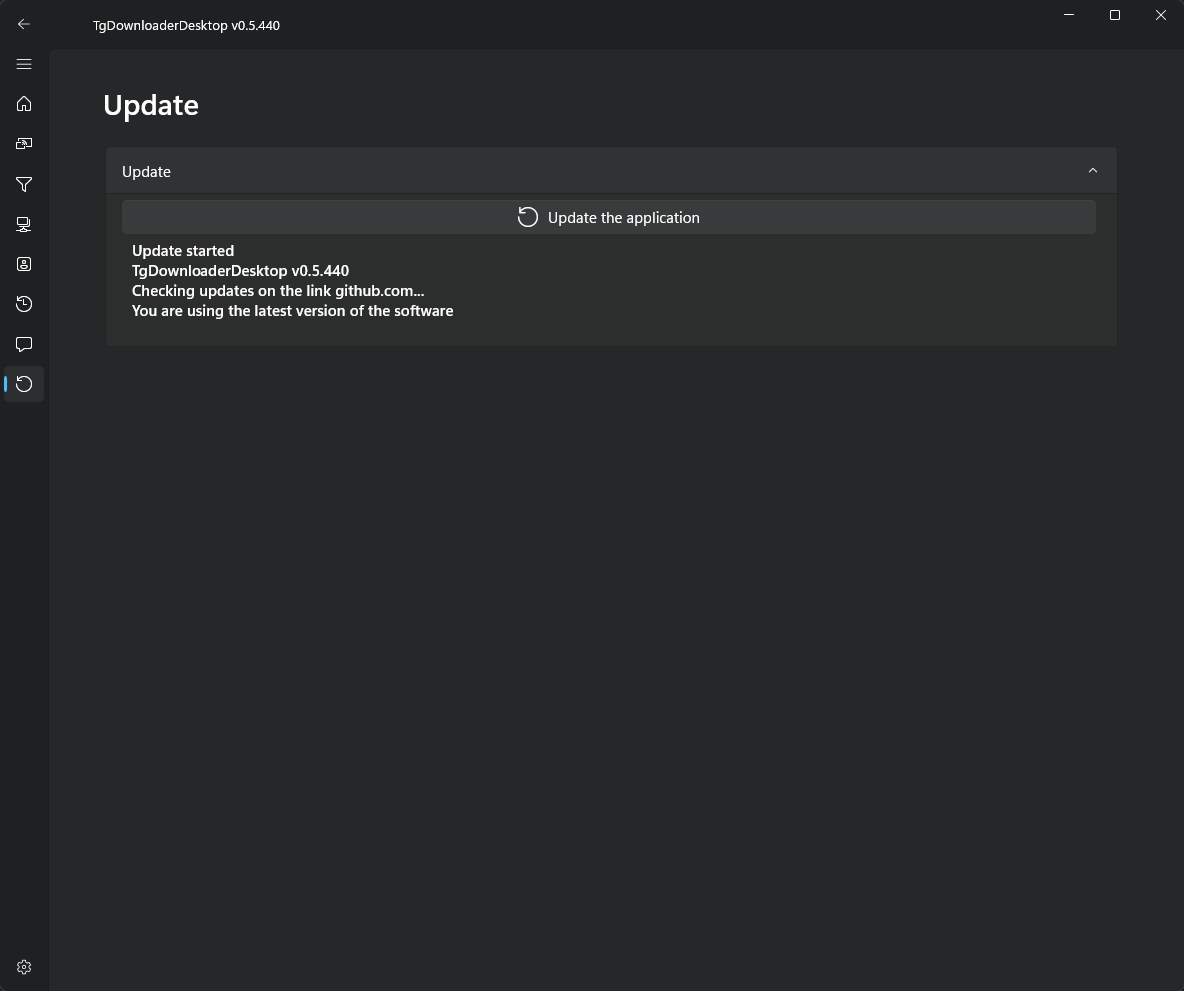 TgDownloaderDesktop v0.5.440
Update
Update
Update the application
Update started
TgDownloaderDesktop v0.5.440
Checking updates on the link github.com...
You are using the latest version of the software